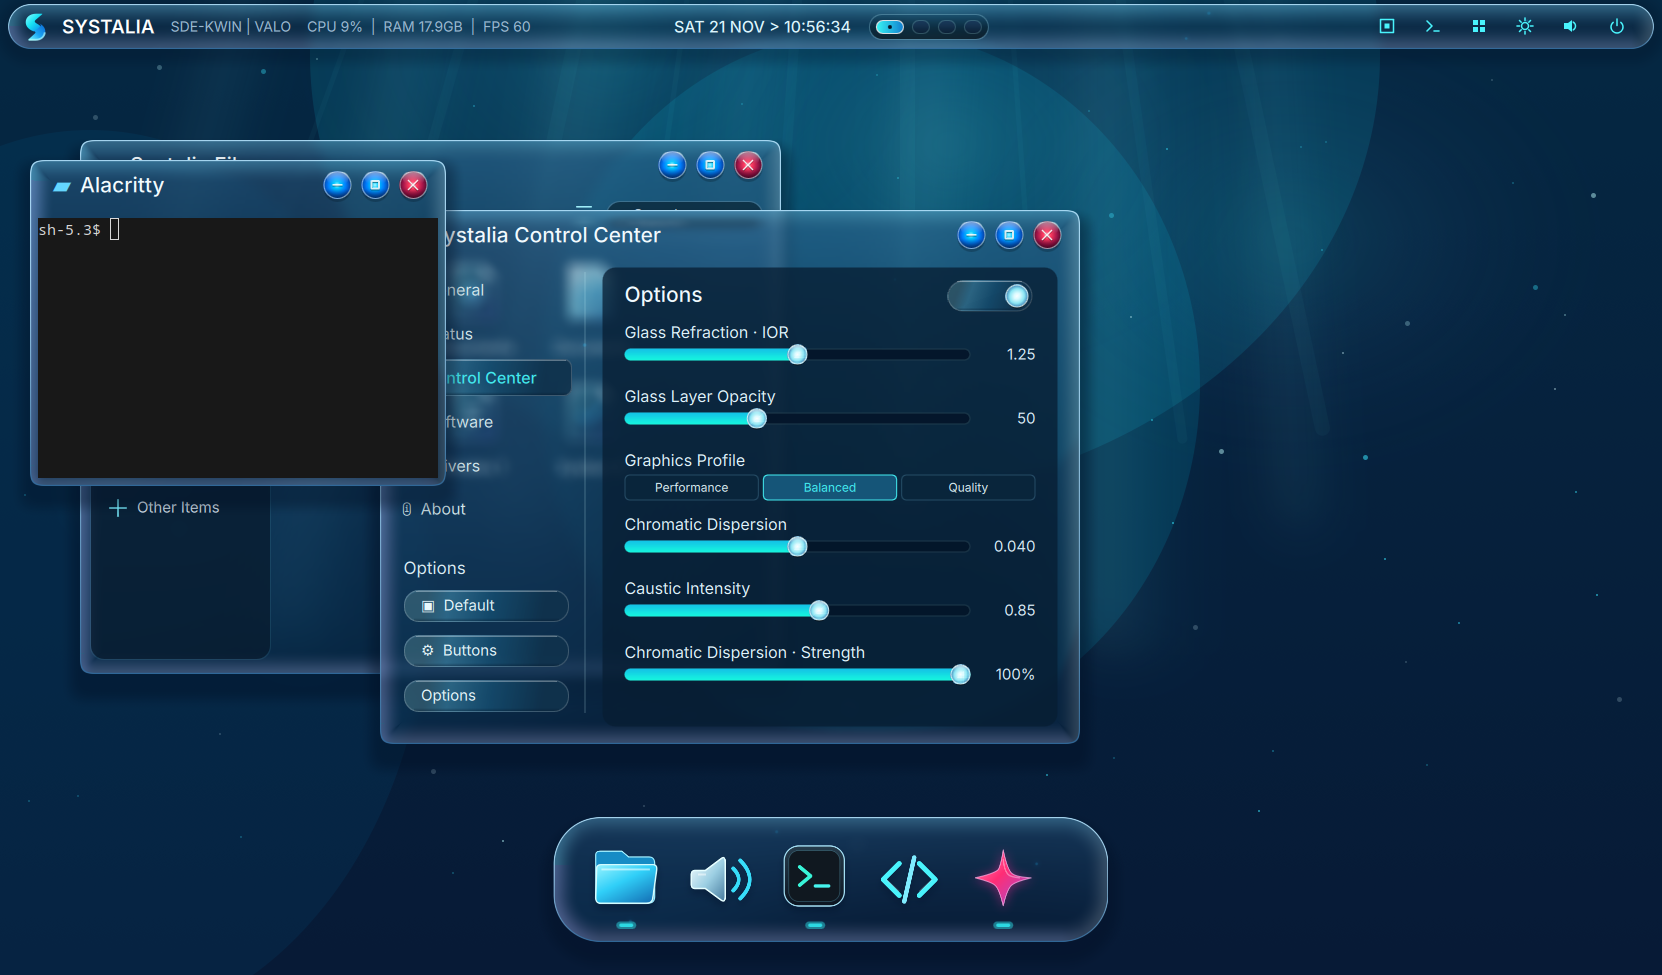 SYSTALIA SDE-KWIN | VALO CPU 9% | RAM 17.9GB | FPS 60 SAT 21 NOV > 10:56:34
Alacritty
sh-5.3$
Other Items
ystalia Control Center
neral
atus
ntrol Center
ftware
ivers
About
Options
Default
Buttons
Options
Options
Glass Refraction · IOR
1.25
Glass Layer Opacity
50
Graphics Profile
Performance Balanced Quality
Chromatic Dispersion
0.040
Caustic Intensity
0.85
Chromatic Dispersion · Strength
100%